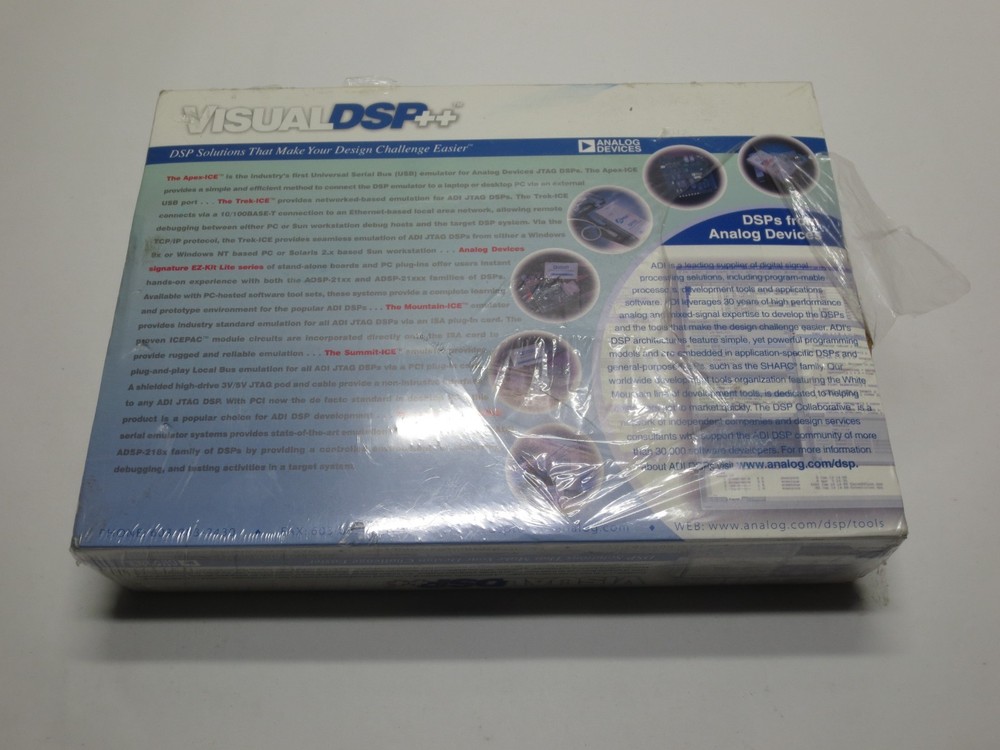 VISUALDSP++™
DSP Solutions That Make Your Design Challenge Easier™
ANALOG
DEVICES
The Apex-ICE™ is the industry's first Universal Serial Bus (USB) emulator for Analog Devices JTAG DSPs. The Apex-ICE
provides a simple and efficient method to connect the DSP emulator to a laptop or desktop PC via an external
USB port . . . The Trek-ICE™ provides networked-based emulation for ADI JTAG DSPs. The Trek-ICE
connects via a 10/100BASE-T connection to an Ethernet-based local area network, allowing remote
debugging between either PC or Sun workstation debug hosts and the target DSP system. Via the
TCP/IP protocol, the Trek-ICE provides seamless emulation of ADI JTAG DSPs from either a Windows
9x or Windows NT based PC or Solaris 2.x based Sun workstation . . . Analog Devices
signature EZ-Kit Lite series of stand-alone boards and PC plug-ins offer users instant
hands-on experience with both the ADSP-21xx and ADSP-21xxx families of DSPs.
Available with PC-hosted software tool sets, these systems provide a complete learning
and prototype environment for the popular ADI DSPs . . . The Mountain-ICE™ emulator
provides industry standard emulation for all ADI JTAG DSPs via an ISA plug-in card. The
proven ICEPAC™ module circuits are incorporated directly onto the ISA card to
provide rugged and reliable emulation . . . The Summit-ICE™ emulator
plug-and-play Local Bus emulation for all ADI JTAG DSPs via a PCI
A shielded high-drive 3V/5V JTAG pod and cable provide a
to any ADI JTAG DSP. With PCI now the de facto standard in
product is a popular choice for ADI DSP development
serial emulator systems provides state-of-the-art
ADSP-218x family of DSPs by providing a
debugging, and testing activities in a target system.
DSPs from
Analog Devices
ADI is a leading supplier of digital signal
processing solutions, including program-mable
processors, development tools and applications
software. ADI leverages 30 years of high performance
analog and mixed-signal expertise to develop the DSPs
and the tools that make the design challenge easier. ADI's
DSP architectures feature simple, yet powerful programming
models and are embedded in application-specific DSPs and
general-purpose such as the SHARC® family. Our
worldwide development tools organization featuring the White
Mountain line of development tools, is dedicated to helping
to market quickly. The DSP Collaborative™ is a
network of independent companies and design services
consultants who support the ADI DSP community of more
than 30,000 software developers. For more information
about ADI DSPs visit www.analog.com/dsp.
WEB: www.analog.com/dsp/tools